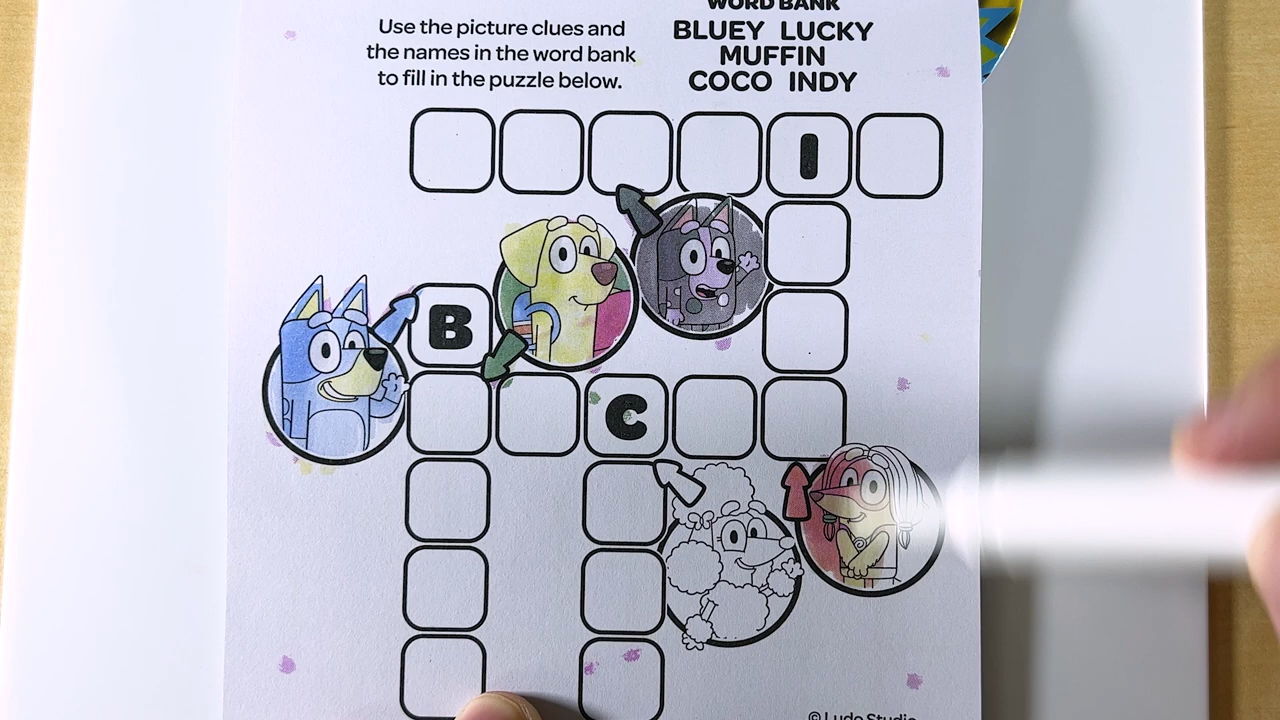 WORD BANK
Use the picture clues and
the names in the word bank
to fill in the puzzle below.
BLUEY LUCKY
MUFFIN
COCO INDY
I
B
C
© Ludo Studio